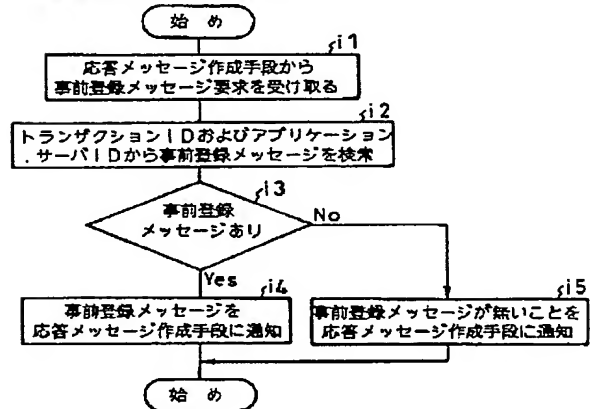 始め
i1
応答メッセージ作成手段から
事前登録メッセージ要求を受け取る
i2
トランザクションIDおよびアプリケーション
.サーバIDから事前登録メッセージを検索
i3
事前登録
メッセージあり
No
Yes
i4
事前登録メッセージを
応答メッセージ作成手段に通知
i5
事前登録メッセージが無いことを
応答メッセージ作成手段に通知
始め